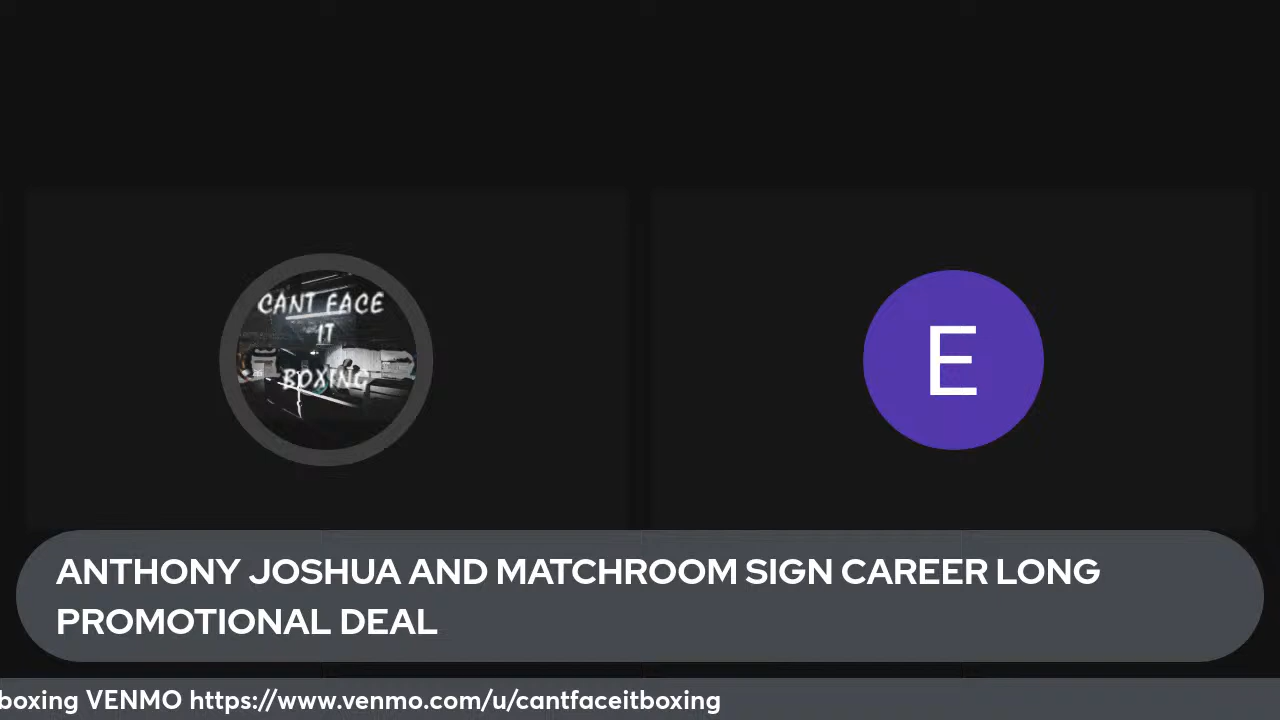 CANT FACE
IT
BOXING
E
ANTHONY JOSHUA AND MATCHROOM SIGN CAREER LONG
PROMOTIONAL DEAL
boxing VENMO https://www.venmo.com/u/cantfaceitboxing